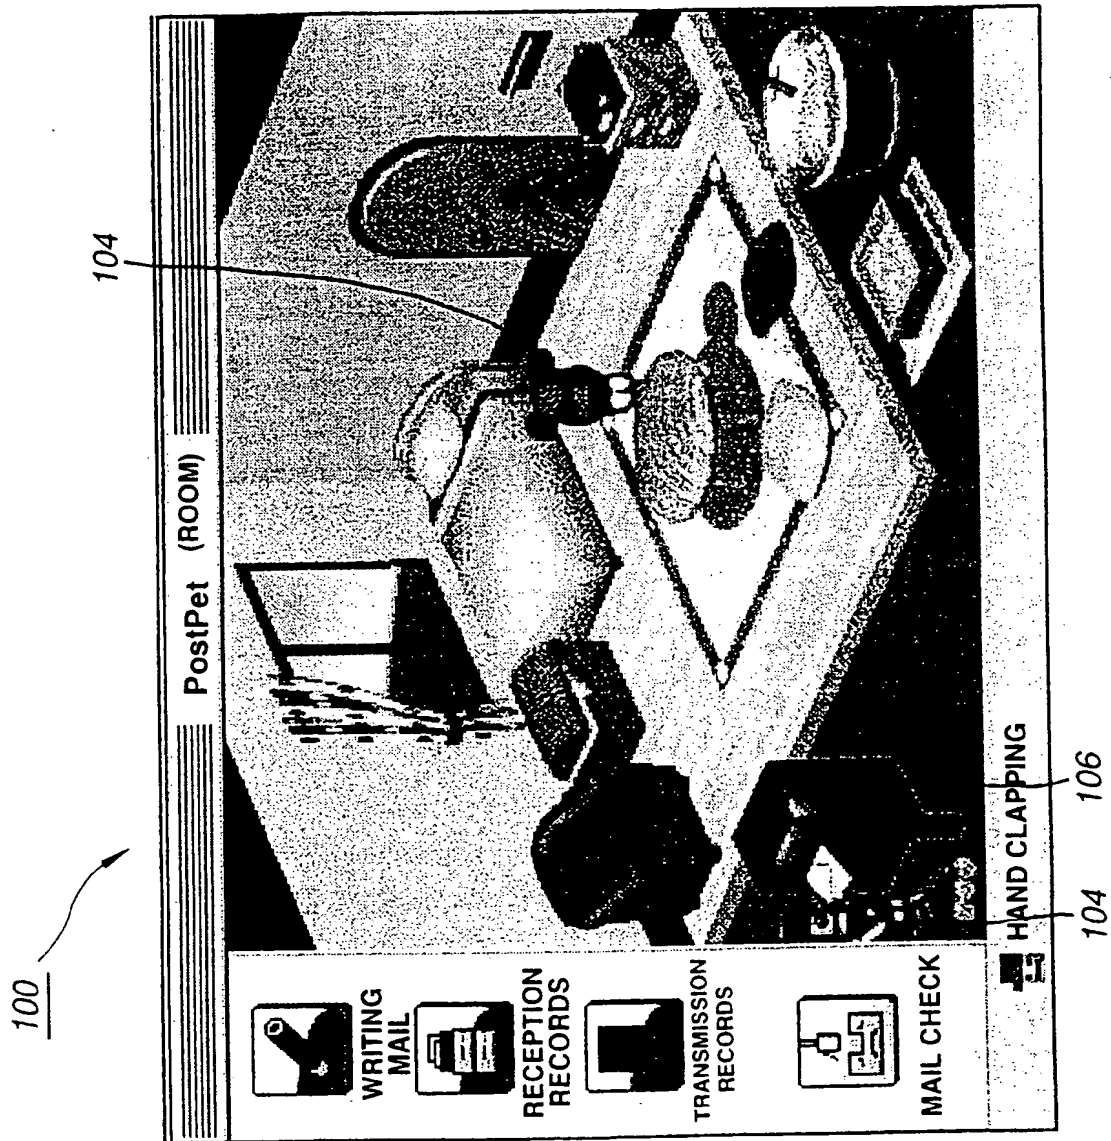 100
PostPet (ROOM)
104
WRITING
MAIL
RECEPTION
RECORDS
TRANSMISSION
RECORDS
MAIL CHECK
HAND CLAPPING
104
106